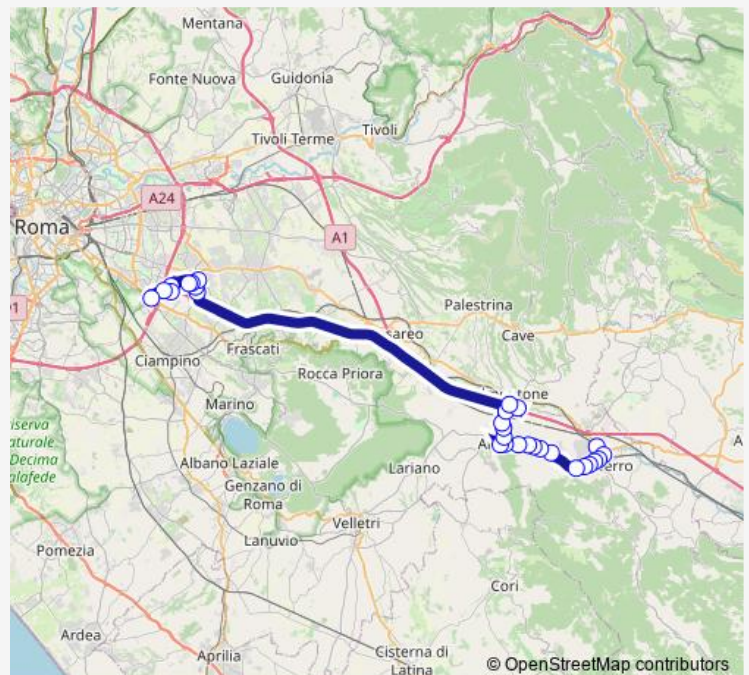 Mentana
Fonte Nuova
Guidonia
Tivoli Terme
Tivoli
A24
Roma
A1
Palestrina
Cave
Frascati
Ciampino
Rocca Priora
Marino
Albano Laziale
Genzano di
Roma
Lariano
Velletri
Lanuvio
Pomezia
Cori
Ardea
Aprilia
Cisterna di
Latina
© OpenStreetMap contributors